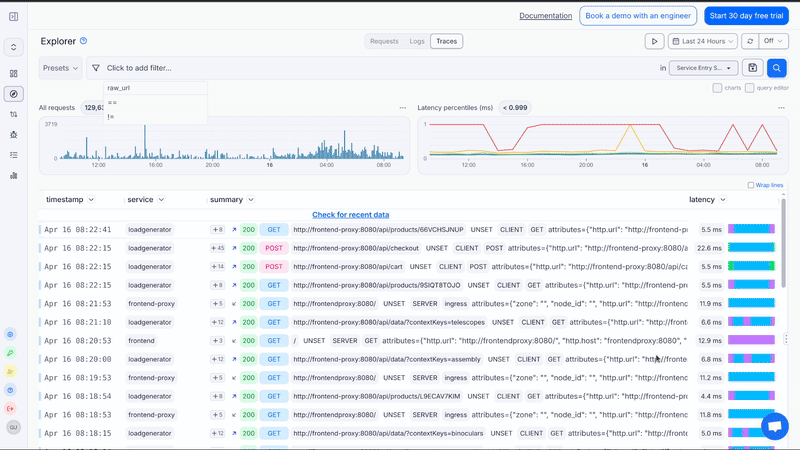 Documentation
Book a demo with an engineer
Start 30 day free trial
Explorer
Requests
Logs
Traces
Last 24 Hours
Off
Presets
Click to add filter...
in
Service Entry S...
raw_url
==
!=
charts
query editor
All requests
129,63
Latency percentiles (ms)
< 0.999
3719
0
12:00 16:00 20:00 16 04:00 08:00
1
0
12:00 16:00 20:00 16 04:00 08:00
Wrap lines
timestamp service summary latency
Check for recent data
Apr 16 08:22:41 loadgenerator +8 200 GET http://frontend-proxy:8080/api/products/66VCHSJNUP UNSET CLIENT GET attributes={"http.url": "http://frontend-p 5.5 ms
Apr 16 08:22:15 loadgenerator +45 200 POST http://frontend-proxy:8080/api/checkout UNSET CLIENT POST attributes={"http.url": "http://frontend-proxy:8080/a 22.6 ms
Apr 16 08:22:15 loadgenerator +14 200 POST http://frontend-proxy:8080/api/cart UNSET CLIENT POST attributes={"http.url": "http://frontend-proxy:8080/api/ca 5.5 ms
Apr 16 08:22:15 loadgenerator +8 200 GET http://frontend-proxy:8080/api/products/9SIQT8TOJO UNSET CLIENT GET attributes={"http.url": "http://frontend-pro 5.5 ms
Apr 16 08:21:53 frontend-proxy +5 200 GET http://frontendproxy:8080/ UNSET SERVER ingress attributes={"zone": "", "node_id": "", "userag 11.9 ms
Apr 16 08:21:10 loadgenerator +12 200 GET http://frontend-proxy:8080/api/data/?contextKeys=telescopes UNSET CLIENT GET attributes={"http.url": "http://fr 6.6 ms
Apr 16 08:20:53 frontend +3 200 GET / UNSET SERVER GET attributes={"http.url": "http://frontendproxy:8080/", "http.host": "frontendproxy:8080", " 12.9 ms
Apr 16 08:20:00 loadgenerator +12 200 GET http://frontend-proxy:8080/api/data/?contextKeys=assembly UNSET CLIENT GET attributes={"http.url": "http://fronte 6.8 ms
Apr 16 08:19:53 frontend-proxy +5 200 GET http://frontendproxy:8080/ UNSET SERVER ingress attributes={"zone": "", "node_id": "", "userag 11.2 ms
Apr 16 08:18:54 loadgenerator +8 200 GET http://frontend-proxy:8080/api/products/L9ECAV7KIM UNSET CLIENT GET attributes={"http.url": "http://frontend-p 4.4 ms
Apr 16 08:18:53 frontend-proxy +5 200 GET http://frontendproxy:8080/ UNSET SERVER ingress attributes={"zone": "", "node_id": "", "userag 11.8 ms
Apr 16 08:18:15 loadgenerator +12 200 GET http://frontend-proxy:8080/api/data/?contextKeys=binoculars UNSET CLIENT GET attributes={"http.url": "http://fron 5.0 ms
GU